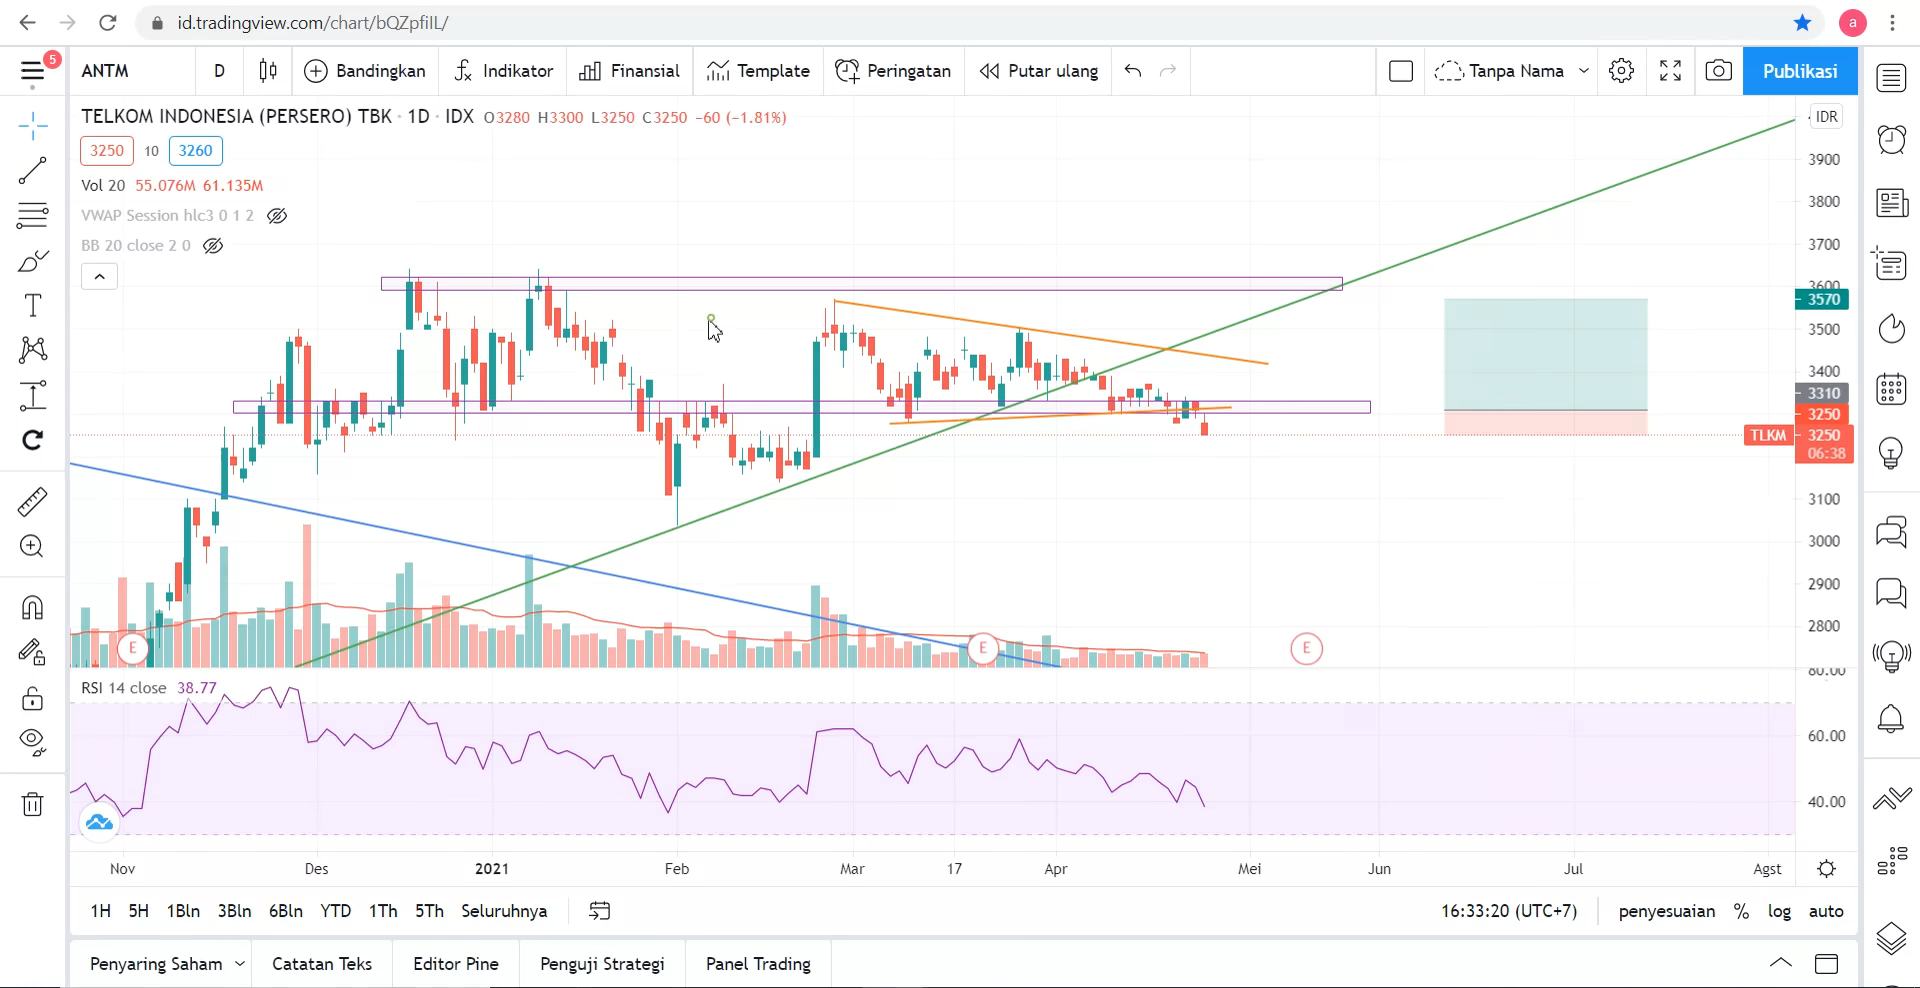 id.tradingview.com/chart/bQZpfiIL/
a
5
ANTM
D
Bandingkan
Indikator
Finansial
Template
Peringatan
Putar ulang
Tanpa Nama
Publikasi
TELKOM INDONESIA (PERSERO) TBK · 1D · IDX O3280 H3300 L3250 C3250 −60 (−1.81%)
IDR
3250 10 3260
Vol 20 55.076M 61.135M
VWAP Session hlc3 0 1 2
BB 20 close 2 0
3900
3800
3700
3600
3570
3500
3400
3310
3250
TLKM 3250
06:38
3100
3000
2900
2800
E
E
E
80.00
RSI 14 close 38.77
60.00
40.00
Nov Des 2021 Feb Mar 17 Apr Mei Jun Jul Agst
1H 5H 1Bln 3Bln 6Bln YTD 1Th 5Th Seluruhnya
16:33:20 (UTC+7) penyesuaian % log auto
Penyaring Saham Catatan Teks Editor Pine Penguji Strategi Panel Trading